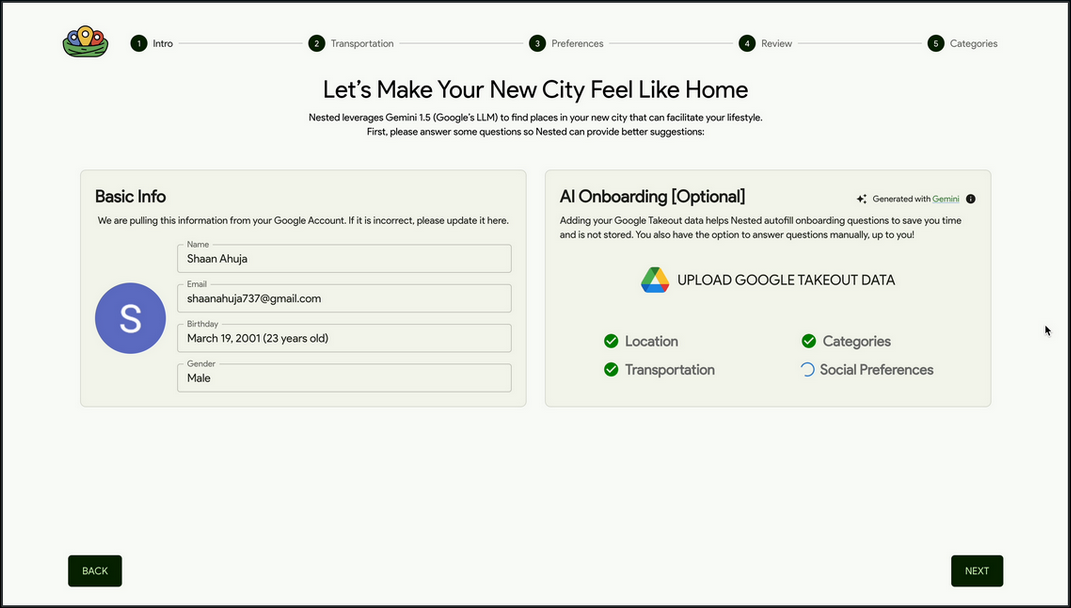 1 Intro
2 Transportation
3 Preferences
4 Review
5 Categories
Let's Make Your New City Feel Like Home
Nested leverages Gemini 1.5 (Google's LLM) to find places in your new city that can facilitate your lifestyle.
First, please answer some questions so Nested can provide better suggestions:
Basic Info
We are pulling this information from your Google Account. If it is incorrect, please update it here.
S
Name
Shaan Ahuja
Email
shaanahuja737@gmail.com
Birthday
March 19, 2001 (23 years old)
Gender
Male
AI Onboarding [Optional]
Generated with Gemini
Adding your Google Takeout data helps Nested autofill onboarding questions to save you time
and is not stored. You also have the option to answer questions manually, up to you!
UPLOAD GOOGLE TAKEOUT DATA
Location
Categories
Transportation
Social Preferences
BACK
NEXT